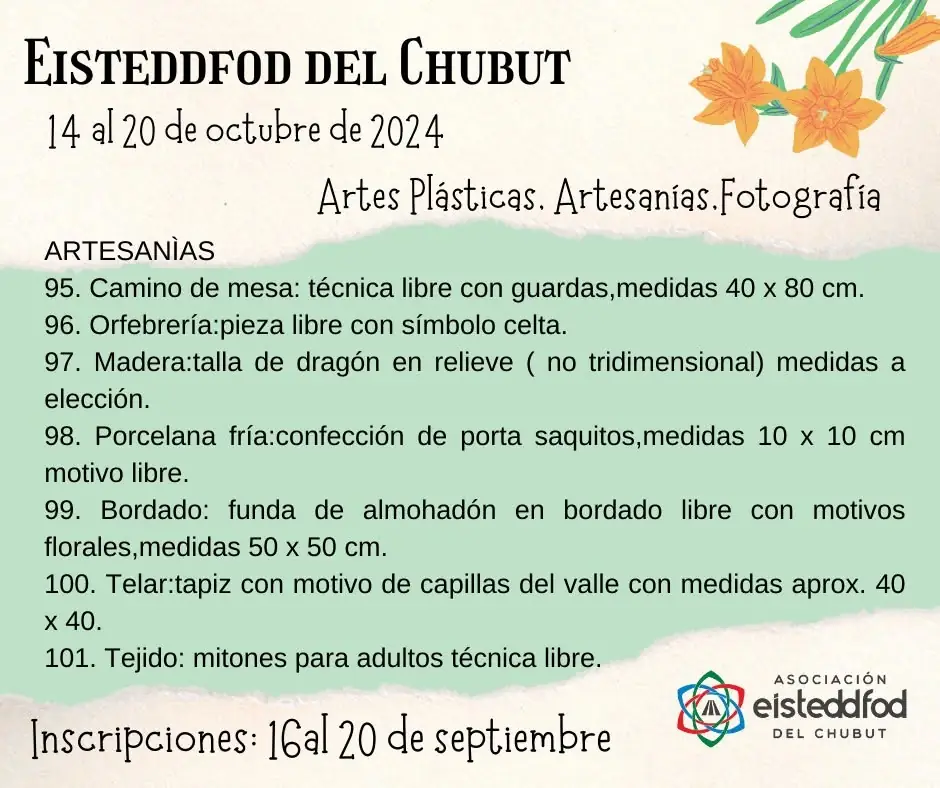 Eisteddfod del Chubut
14 al 20 de octubre de 2024
Artes Plásticas. Artesanías.Fotografía
ARTESANÌAS
95. Camino de mesa: técnica libre con guardas,medidas 40 x 80 cm.
96. Orfebrería:pieza libre con símbolo celta.
97. Madera:talla de dragón en relieve ( no tridimensional) medidas a
elección.
98. Porcelana fría:confección de porta saquitos,medidas 10 x 10 cm
motivo libre.
99. Bordado: funda de almohadón en bordado libre con motivos
florales,medidas 50 x 50 cm.
100. Telar:tapiz con motivo de capillas del valle con medidas aprox. 40
x 40.
101. Tejido: mitones para adultos técnica libre.
Inscripciones: 16al 20 de septiembre
ASOCIACIÓN
eisteddfod
DEL CHUBUT